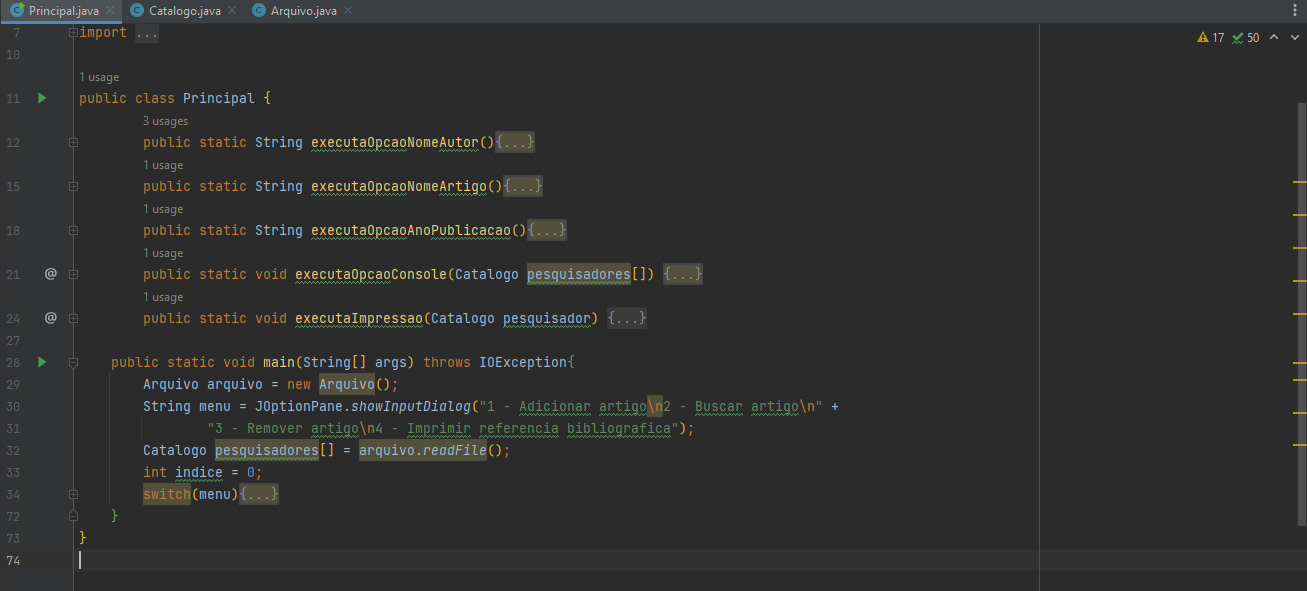 Principal.java Catalogo.java Arquivo.java
7 import ... 17 50
10
1 usage
11 public class Principal {
3 usages
12 public static String executaOpcaoNomeAutor(){...}
1 usage
15 public static String executaOpcaoNomeArtigo(){...}
1 usage
18 public static String executaOpcaoAnoPublicacao(){...}
1 usage
21 @ public static void executaOpcaoConsole(Catalogo pesquisadores[]) {...}
1 usage
24 @ public static void executaImpressao(Catalogo pesquisador) {...}
27
28 public static void main(String[] args) throws IOException{
29 Arquivo arquivo = new Arquivo();
30 String menu = JOptionPane.showInputDialog("1 - Adicionar artigo\n2 - Buscar artigo\n" +
31 "3 - Remover artigo\n4 - Imprimir referencia bibliografica");
32 Catalogo pesquisadores[] = arquivo.readFile();
33 int indice = 0;
34 switch(menu){...}
72 }
73 }
74